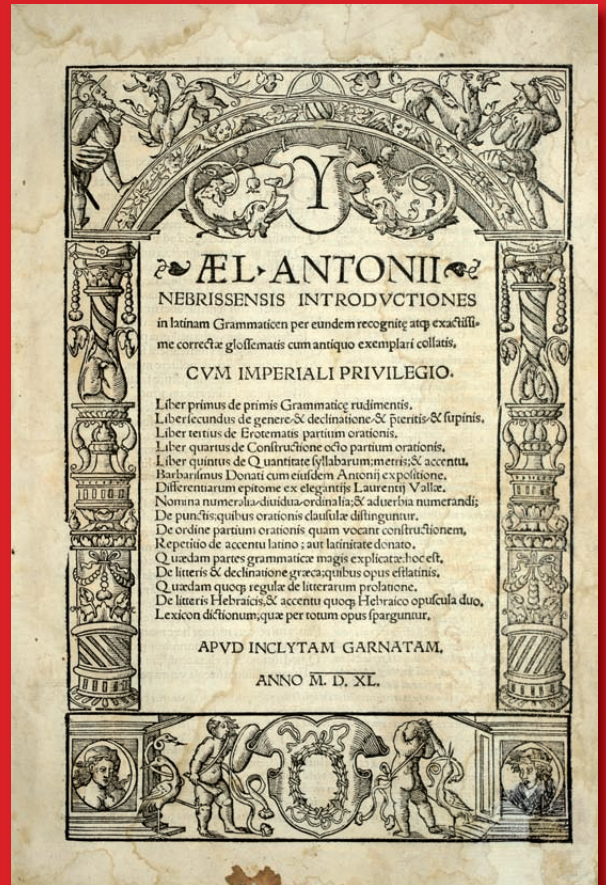 Y
ÆL. ANTONII
NEBRISSENSIS INTRODVCTIONES
in latinam Grammaticen per eundem recognitę atqꝫ exactissi-
me correctæ glossematis cum antiquo exemplari collatis.
CVM IMPERIALI PRIVILEGIO.
Liber primus de primis Grammaticę rudimentis.
Liber secundus de genere/& declinatione/& p̄teritis/& supinis.
Liber tertius de Erotematis partium orationis.
Liber quartus de Constructione octo partium orationis.
Liber quintus de Quantitate syllabarum;metris;& accentu.
Barbarismus Donati cum eiusdem Antonij expositione.
Differentiarum epitome ex elegantijs Laurentij Vallæ.
Nomina numeralia/diuidua/ordinalia;& aduerbia numerandi;
De punctis;quibus orationis clausulæ distinguntur.
De ordine partium orationis quam vocant constructionem.
Repetitio de accentu latino; aut latinitate donato.
Quædam partes grammaticæ magis explicatæ:hoc est.
De litteris & declinatione græca;quibus opus est latinis.
Quædam quoqꝫ regulæ de litterarum prolatione.
De litteris Hebraicis,& accentu quoqꝫ Hebraico opuscula duo.
Lexicon dictionum;quæ per totum opus sparguntur.
APVD INCLYTAM GARNATAM.
ANNO M. D. XL.